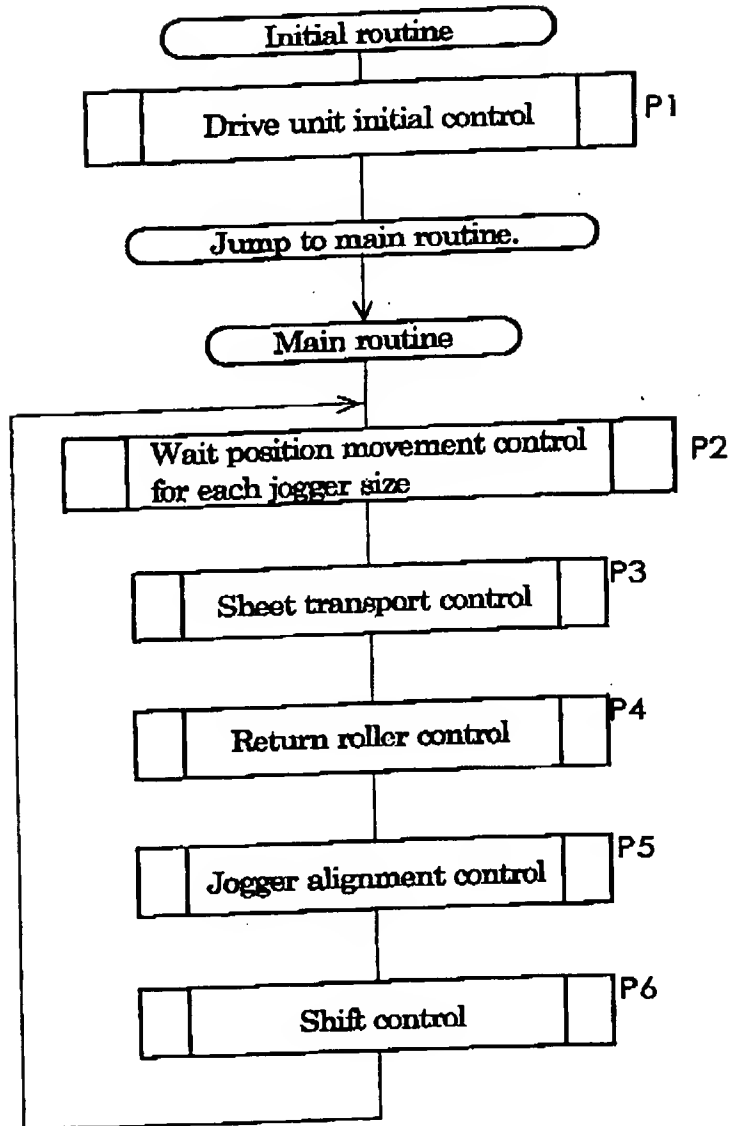 Initial routine
Drive unit initial control
P1
Jump to main routine.
Main routine
Wait position movement control
for each jogger size
P2
Sheet transport control
P3
Return roller control
P4
Jogger alignment control
P5
Shift control
P6